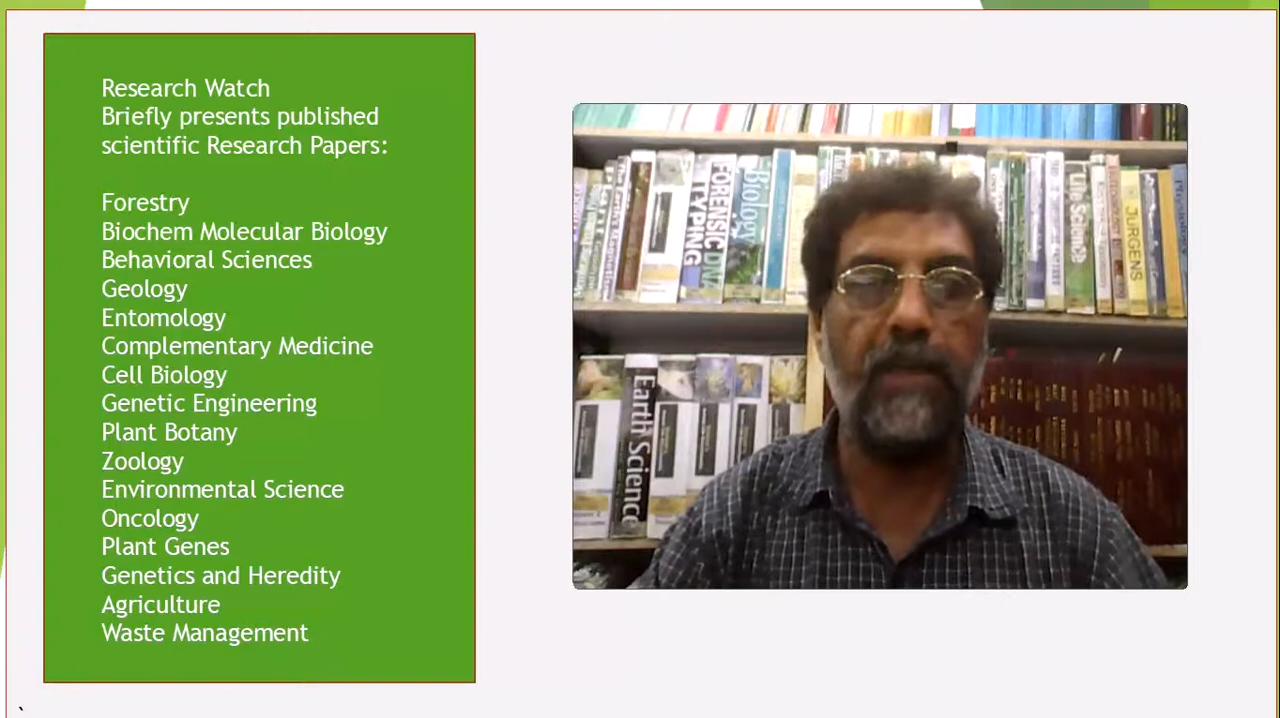 Research Watch
Briefly presents published
scientific Research Papers:
Forestry
Biochem Molecular Biology
Behavioral Sciences
Geology
Entomology
Complementary Medicine
Cell Biology
Genetic Engineering
Plant Botany
Zoology
Environmental Science
Oncology
Plant Genes
Genetics and Heredity
Agriculture
Waste Management
`
FORENSIC DNA
TYPING
Biology
Life Science
JURGENS
Earth Science